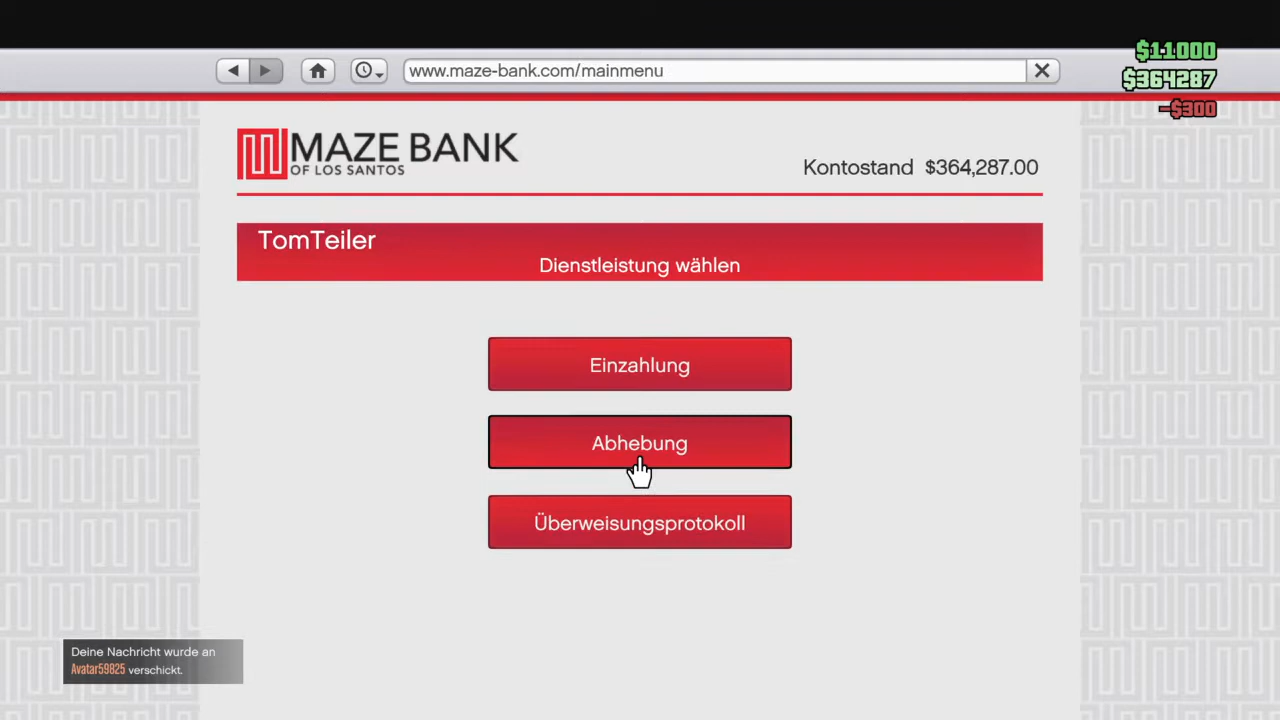 www.maze-bank.com/mainmenu
$11000
$364287
-$300
MAZE BANK
OF LOS SANTOS
Kontostand $364,287.00
TomTeiler
Dienstleistung wählen
Einzahlung
Abhebung
Überweisungsprotokoll
Deine Nachricht wurde an
Avatar59825 verschickt.